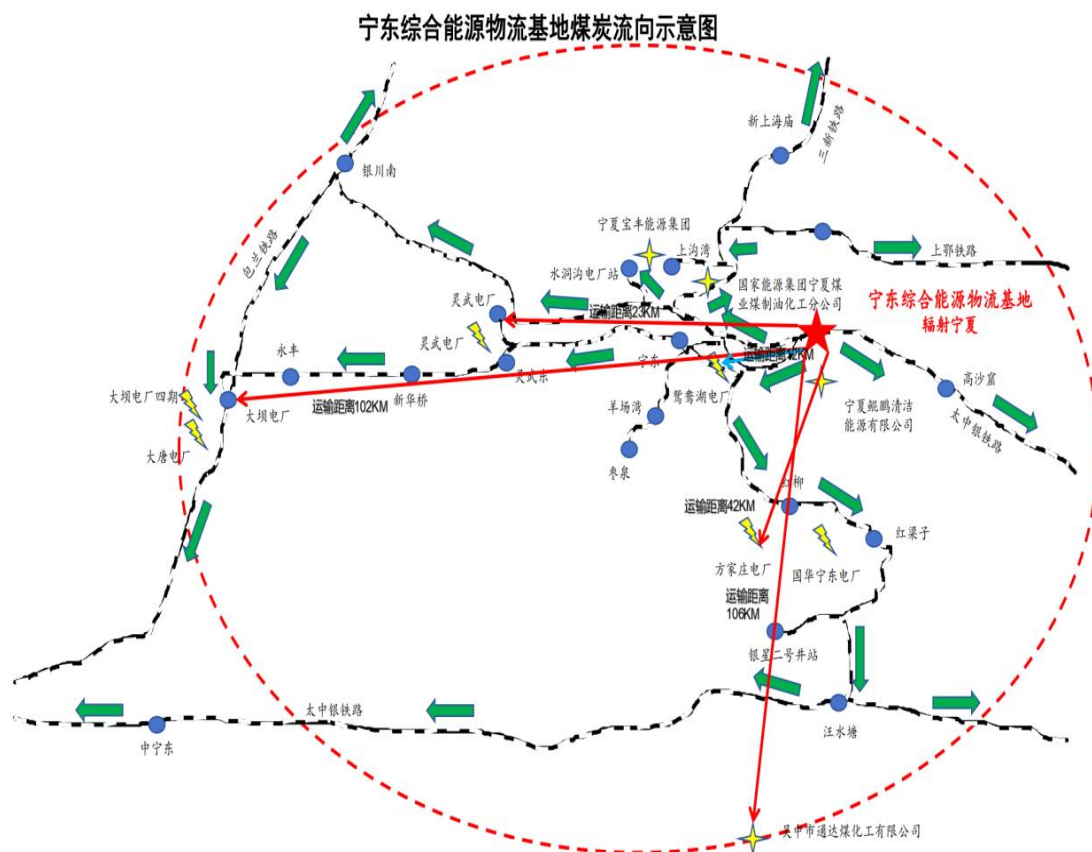 宁东综合能源物流基地煤炭流向示意图
新上海庙
三新铁路
银川南
宁夏宝丰能源集团
上沟湾
包兰铁路
上鄂铁路
水洞沟电厂站
国家能源集团宁夏煤
业煤制油化工分公司
宁东综合能源物流基地
辐射宁夏
灵武电厂
运输距离23KM
灵武电厂
永丰
宁东
运输距离12KM
灵武东
高沙窝
大坝电厂四期
大坝电厂
新华桥
运输距离102KM
羊场湾
鸳鸯湖电厂
宁夏鲲鹏清洁
能源有限公司
太中银铁路
大唐电厂
枣泉
红柳
运输距离42KM
红梁子
方家庄电厂
国华宁东电厂
运输距离
106KM
银星二号井站
太中银铁路
汪水塘
中宁东
吴中市通达煤化工有限公司